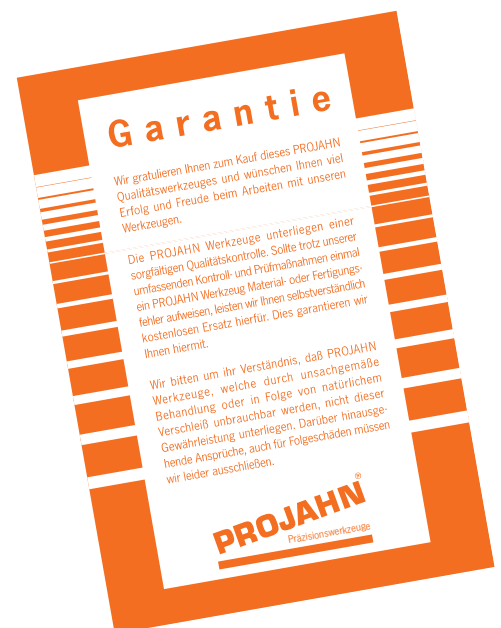 Garantie
Wir gratulieren Ihnen zum Kauf dieses PROJAHN
Qualitätswerkzeuges und wünschen Ihnen viel
Erfolg und Freude beim Arbeiten mit unseren
Werkzeugen.
Die PROJAHN Werkzeuge unterliegen einer
sorgfältigen Qualitätskontrolle. Sollte trotz unserer
umfassenden Kontroll- und Prüfmaßnahmen einmal
ein PROJAHN Werkzeug Material- oder Fertigungs-
fehler aufweisen, leisten wir Ihnen selbstverständlich
kostenlosen Ersatz hierfür. Dies garantieren wir
Ihnen hiermit.
Wir bitten um ihr Verständnis, daß PROJAHN
Werkzeuge, welche durch unsachgemäße
Behandlung oder in Folge von natürlichem
Verschleiß unbrauchbar werden, nicht dieser
Gewährleistung unterliegen. Darüber hinausge-
hende Ansprüche, auch für Folgeschäden müssen
wir leider ausschließen.
PROJAHN®
Präzisionswerkzeuge